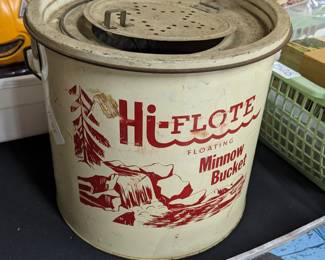 Hi-FLOTE
FLOATING
Minnow
Bucket